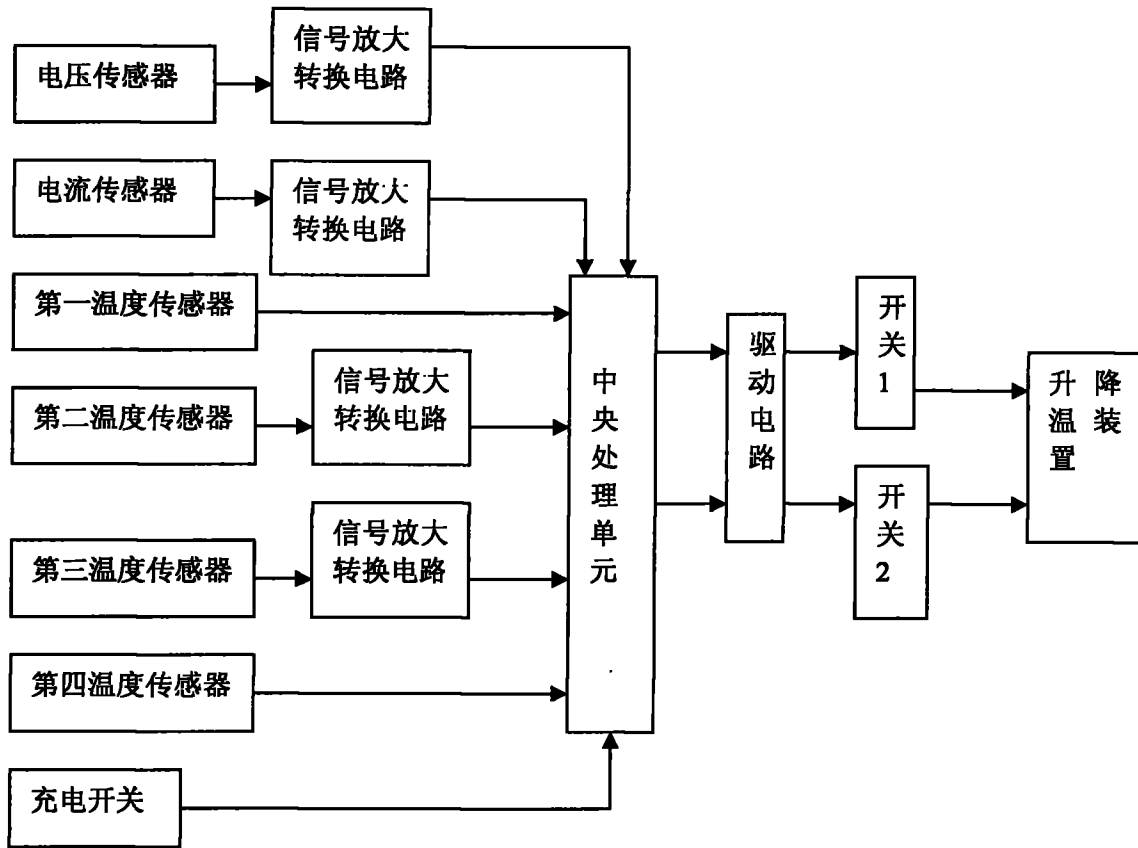 电压传感器
信号放大
转换电路
电流传感器
信号放大
转换电路
第一温度传感器
第二温度传感器
信号放大
转换电路
第三温度传感器
信号放大
转换电路
第四温度传感器
充电开关
中央处理单元
驱动电路
开关1
开关2
升降
温装
置